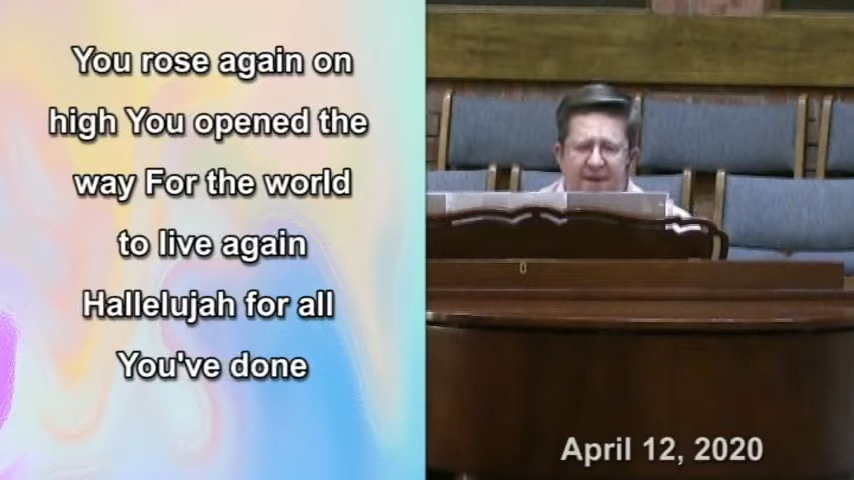 You rose again on
high You opened the
way For the world
to live again
Hallelujah for all
You've done
April 12, 2020